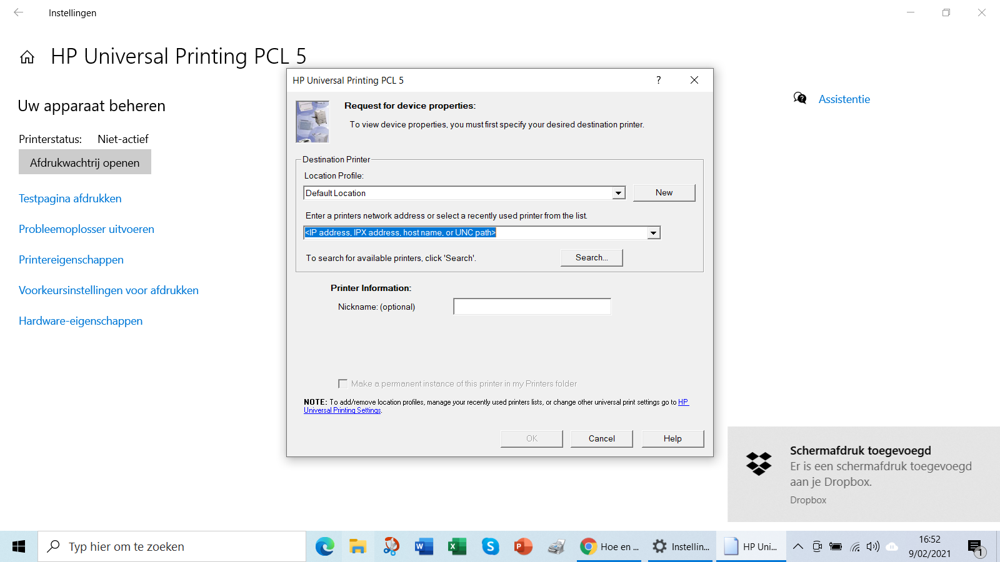 Instellingen
HP Universal Printing PCL 5
Uw apparaat beheren
Printerstatus: Niet-actief
Afdrukwachtrij openen
Testpagina afdrukken
Probleemoplosser uitvoeren
Printereigenschappen
Voorkeursinstellingen voor afdrukken
Hardware-eigenschappen
HP Universal Printing PCL 5
?
Request for device properties:
To view device properties, you must first specify your desired destination printer.
Destination Printer
Location Profile:
Default Location
New
Enter a printers network address or select a recently used printer from the list.
<IP address, IPX address, host name, or UNC path>
To search for available printers, click 'Search'.
Search...
Printer Information:
Nickname: (optional)
Make a permanent instance of this printer in my Printers folder
NOTE: To add/remove location profiles, manage your recently used printers lists, or change other universal print settings go to HP
Universal Printing Settings.
OK
Cancel
Help
Assistentie
Schermafdruk toegevoegd
Er is een schermafdruk toegevoegd
aan je Dropbox.
Dropbox
Typ hier om te zoeken
Hoe en ...
Instellin...
HP Uni...
16:52
9/02/2021
1